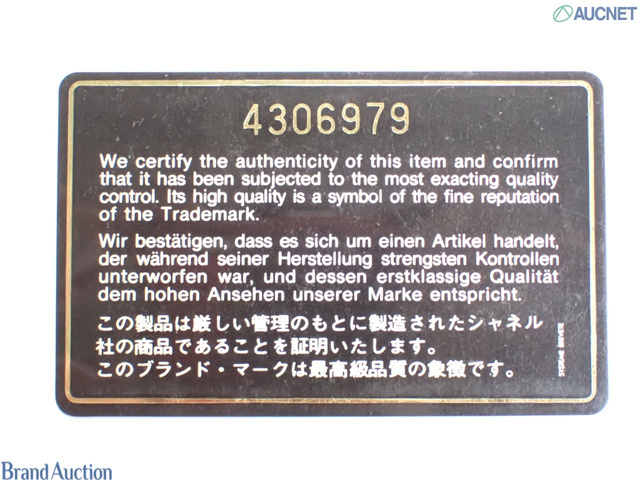 AUCNET
4306979
We certify the authenticity of this item and confirm
that it has been subjected to the most exacting quality
control. Its high quality is a symbol of the fine reputation
of the Trademark.
Wir bestätigen, dass es sich um einen Artikel handelt,
der während seiner Herstellung strengsten Kontrollen
unterworfen war, und dessen erstklassige Qualität
dem hohen Ansehen unserer Marke entspricht.
この製品は厳しい管理のもとに製造されたシャネル
社の商品であることを証明いたします。
このブランド・マークは最高級品質の象徴です。
Brand Auction